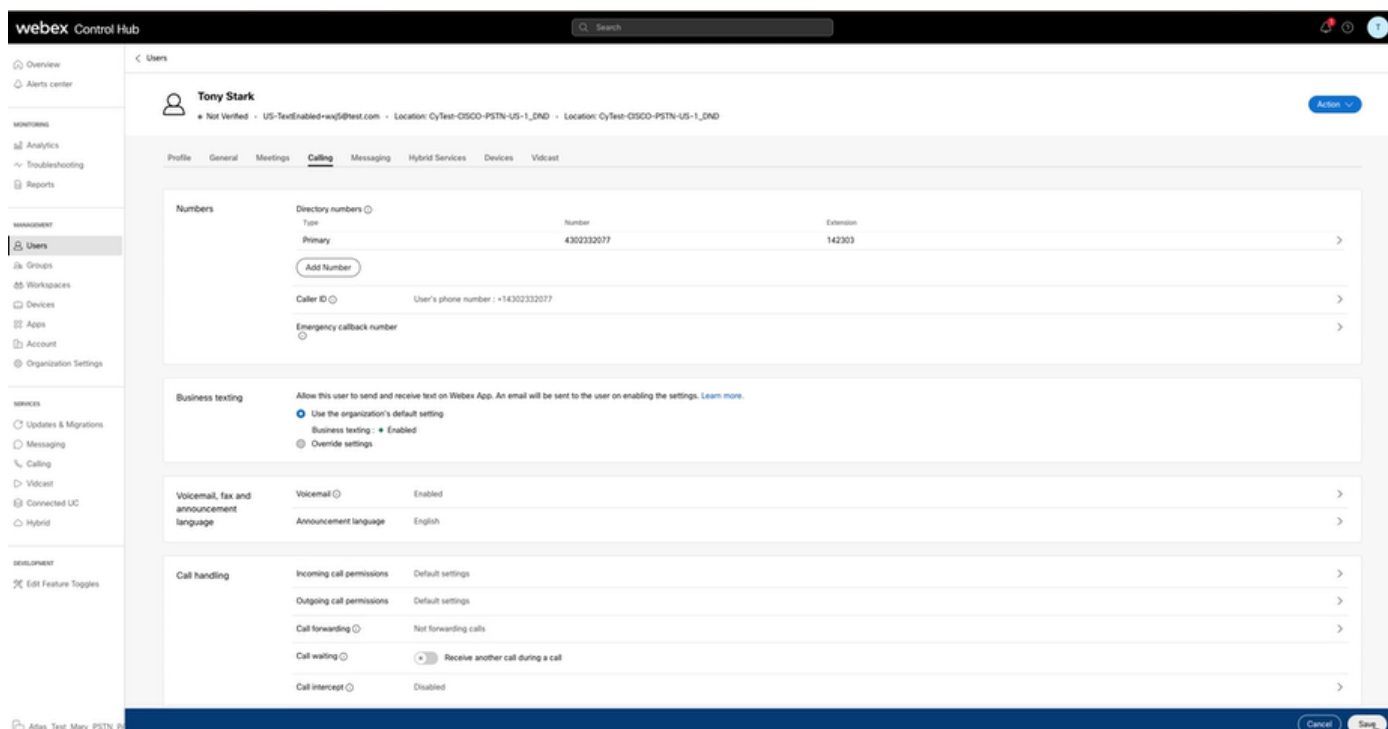 webex Control Hub
Search
1
T
Overview
Alerts center
MONITORING
Analytics
Troubleshooting
Reports
MANAGEMENT
Users
Groups
Workspaces
Devices
Apps
Account
Organization Settings
SERVICES
Updates & Migrations
Messaging
Calling
Vidcast
Connected UC
Hybrid
DEVELOPMENT
Edit Feature Toggles
Atlas_Test_Mary_PSTN_
Users
Tony Stark
Not Verified • US-TextEnabled+wxj5@test.com • Location: CyTest-CISCO-PSTN-US-1_DND • Location: CyTest-CISCO-PSTN-US-1_DND
Action
Profile General Meetings Calling Messaging Hybrid Services Devices Vidcast
Numbers
Directory numbers
Type Number Extension
Primary 4302332077 142303
Add Number
Caller ID User's phone number : +14302332077
Emergency callback number
Business texting
Allow this user to send and receive text on Webex App. An email will be sent to the user on enabling the settings. Learn more.
Use the organization's default setting
Business texting : • Enabled
Override settings
Voicemail, fax and
announcement
language
Voicemail Enabled
Announcement language English
Call handling
Incoming call permissions Default settings
Outgoing call permissions Default settings
Call forwarding Not forwarding calls
Call waiting Receive another call during a call
Call intercept Disabled
Cancel Save